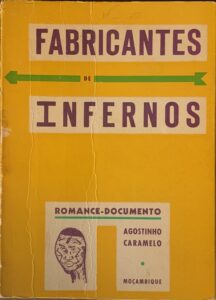 FABRICANTES
DE
INFERNOS
ROMANCE-DOCUMENTO
AGOSTINHO
CARAMELO
MOÇAMBIQUE